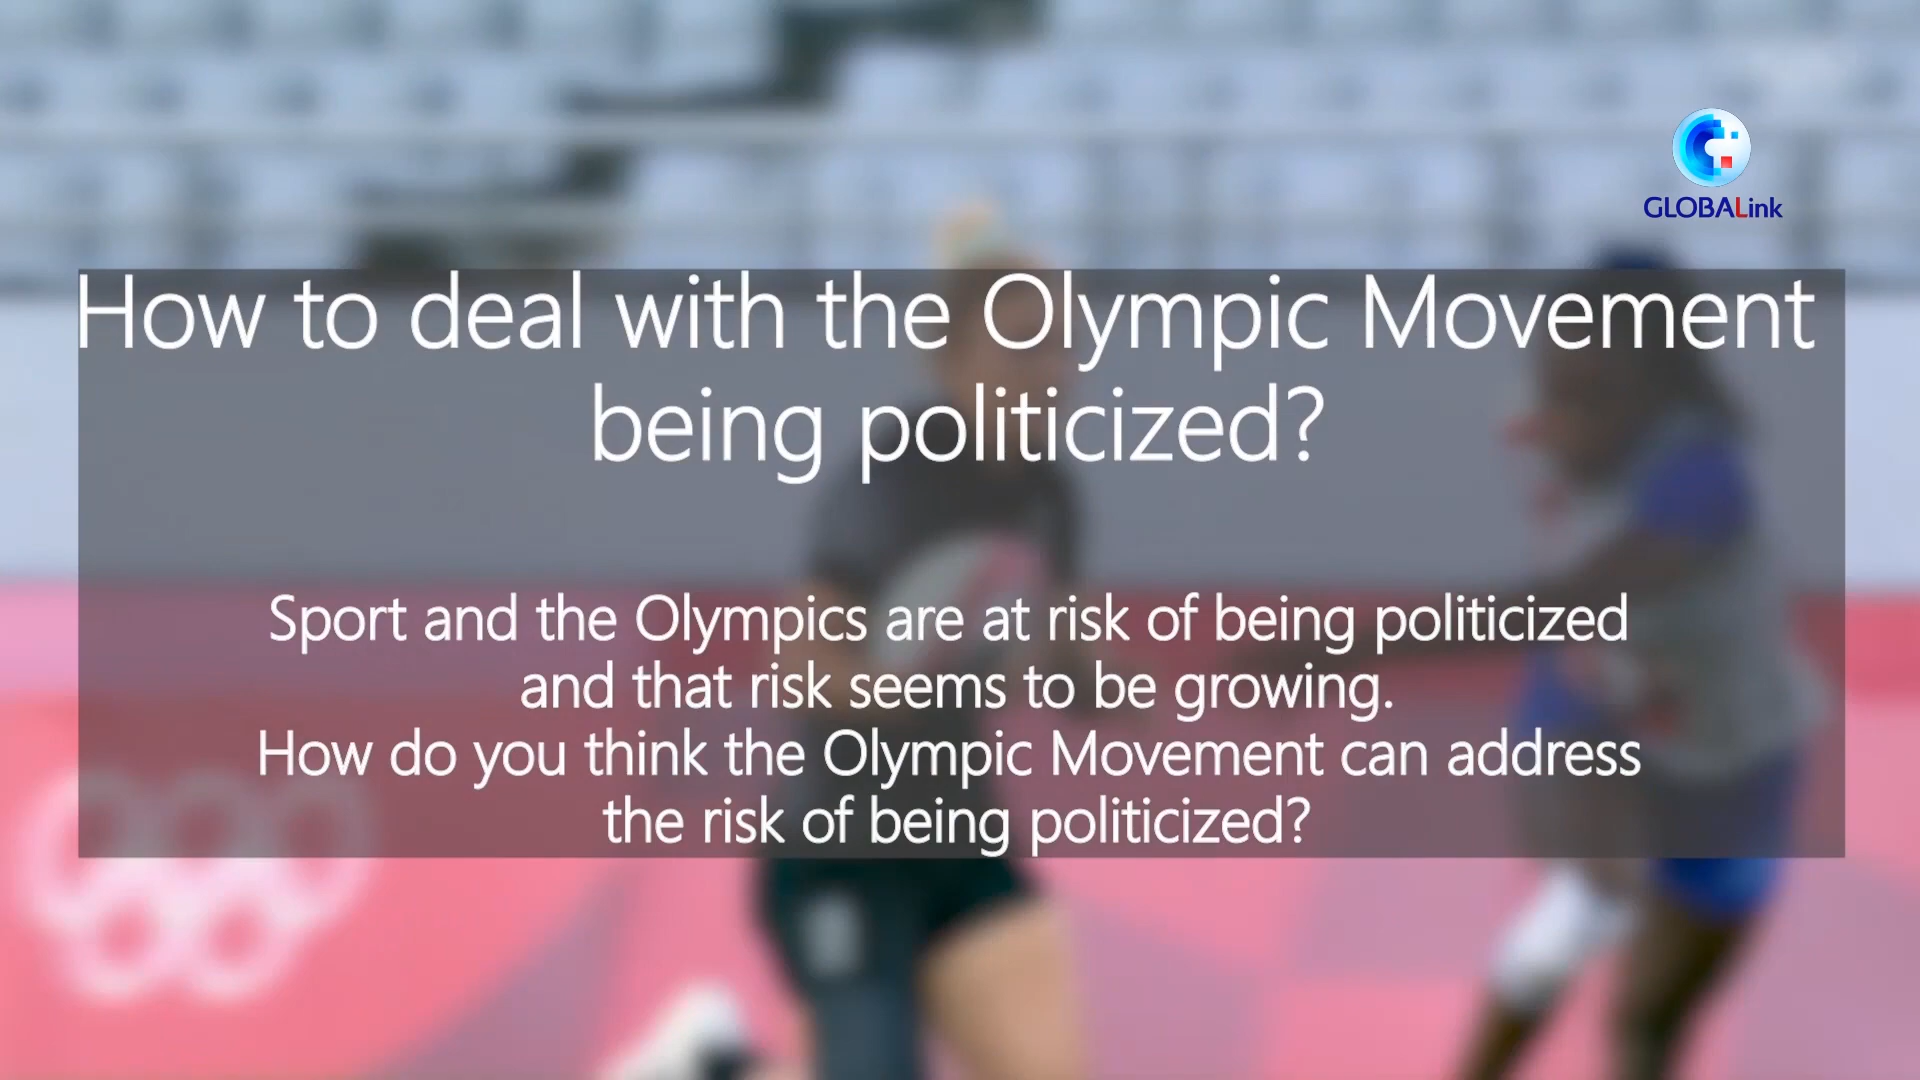 GLOBALink
How to deal with the Olympic Movement
being politicized?
Sport and the Olympics are at risk of being politicized
and that risk seems to be growing.
How do you think the Olympic Movement can address
the risk of being politicized?